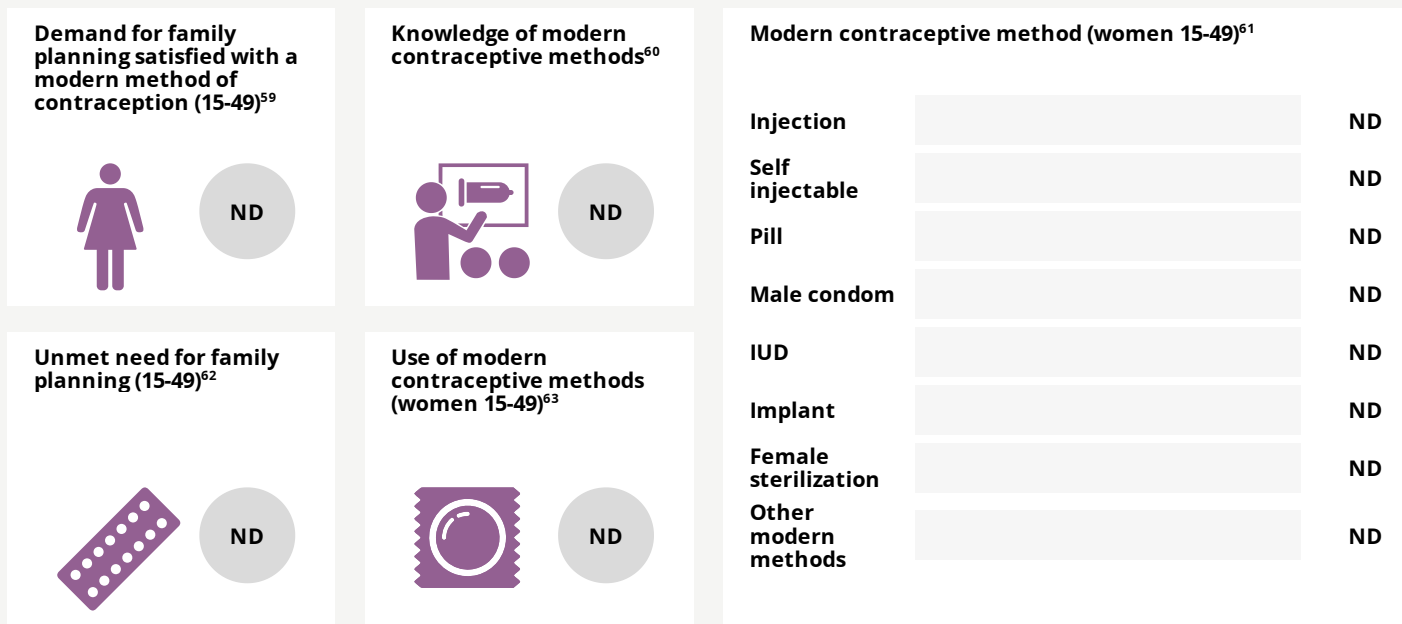 Demand for family
planning satisfied with a
modern method of
contraception (15-49)⁵⁹
ND
Knowledge of modern
contraceptive methods⁶⁰
ND
Modern contraceptive method (women 15-49)⁶¹
Injection ND
Self
injectable ND
Pill ND
Male condom ND
IUD ND
Implant ND
Female
sterilization ND
Other
modern
methods ND
Unmet need for family
planning (15-49)⁶²
ND
Use of modern
contraceptive methods
(women 15-49)⁶³
ND